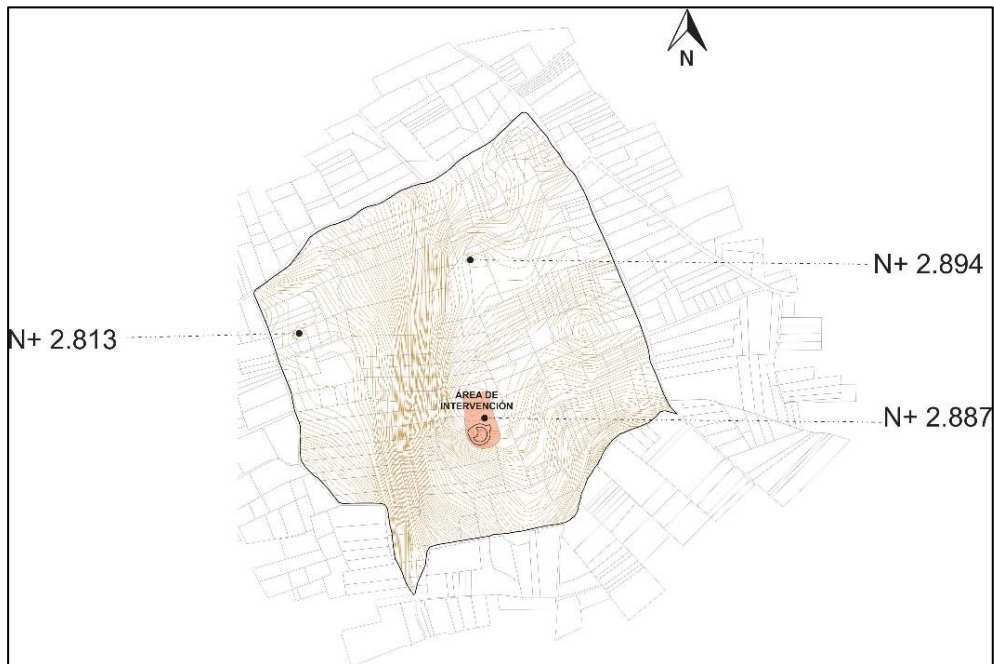 N
N+ 2.894
N+ 2.813
ÁREA DE
INTERVENCIÓN
N+ 2.887